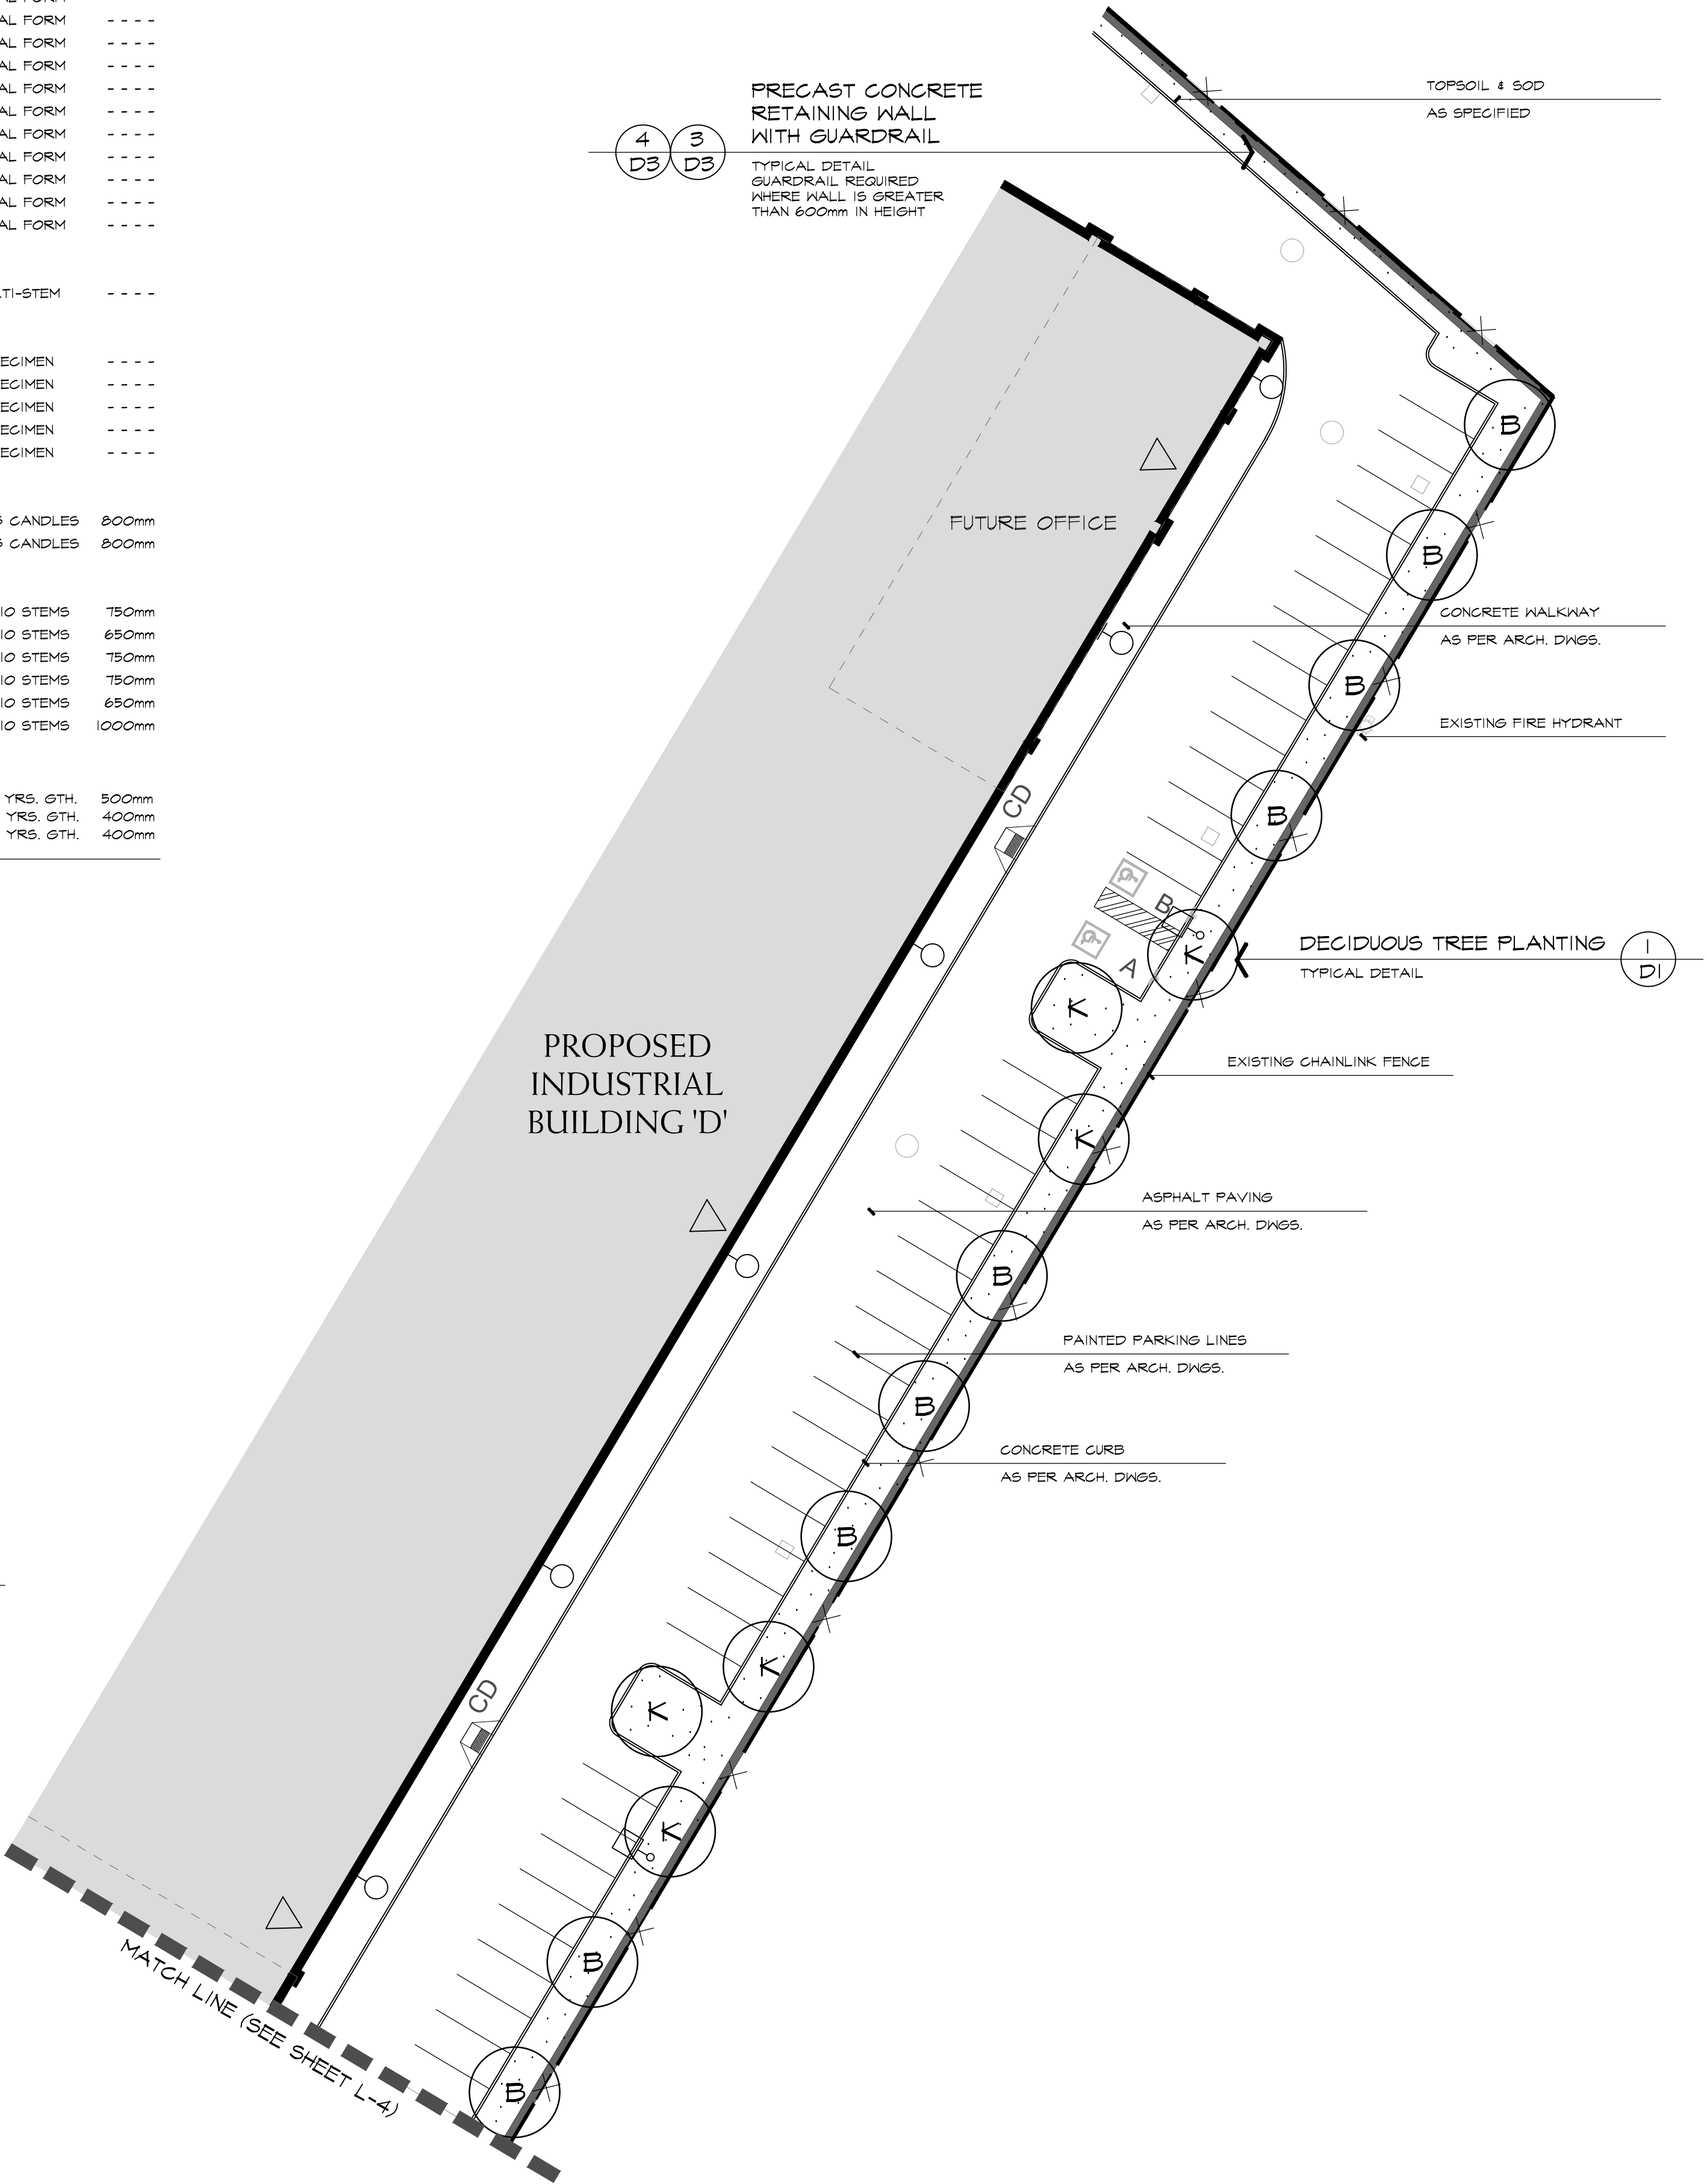 AL FORM - - - -
AL FORM - - - -
AL FORM - - - -
AL FORM - - - -
AL FORM - - - -
AL FORM - - - -
AL FORM - - - -
AL FORM - - - -
AL FORM - - - -
AL FORM - - - -
TI-STEM - - - -
ECIMEN - - - -
ECIMEN - - - -
ECIMEN - - - -
ECIMEN - - - -
ECIMEN - - - -
S CANDLES 800mm
S CANDLES 800mm
10 STEMS 750mm
10 STEMS 650mm
10 STEMS 750mm
10 STEMS 750mm
10 STEMS 650mm
10 STEMS 1000mm
YRS. GTH. 500mm
YRS. GTH. 400mm
YRS. GTH. 400mm
4
D3
3
D3
PRECAST CONCRETE
RETAINING WALL
WITH GUARDRAIL
TYPICAL DETAIL
GUARDRAIL REQUIRED
WHERE WALL IS GREATER
THAN 600mm IN HEIGHT
TOPSOIL & SOD
AS SPECIFIED
B
FUTURE OFFICE
B
CONCRETE WALKWAY
AS PER ARCH. DWGS.
B
EXISTING FIRE HYDRANT
CD
B
B
A
K
DECIDUOUS TREE PLANTING
TYPICAL DETAIL
1
D1
K
PROPOSED
INDUSTRIAL
BUILDING 'D'
EXISTING CHAINLINK FENCE
K
ASPHALT PAVING
AS PER ARCH. DWGS.
B
PAINTED PARKING LINES
AS PER ARCH. DWGS.
B
CONCRETE CURB
AS PER ARCH. DWGS.
B
K
CD
K
K
B
MATCH LINE (SEE SHEET L-4)
B